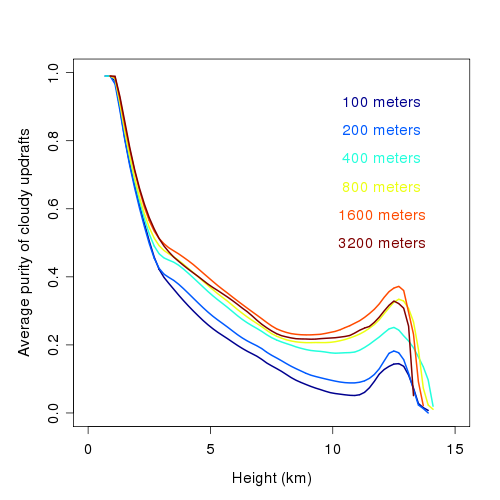 100 meters
200 meters
400 meters
800 meters
1600 meters
3200 meters
Average purity of cloudy updrafts
1.0
0.8
0.6
0.4
0.2
0.0
0
5
10
15
Height (km)